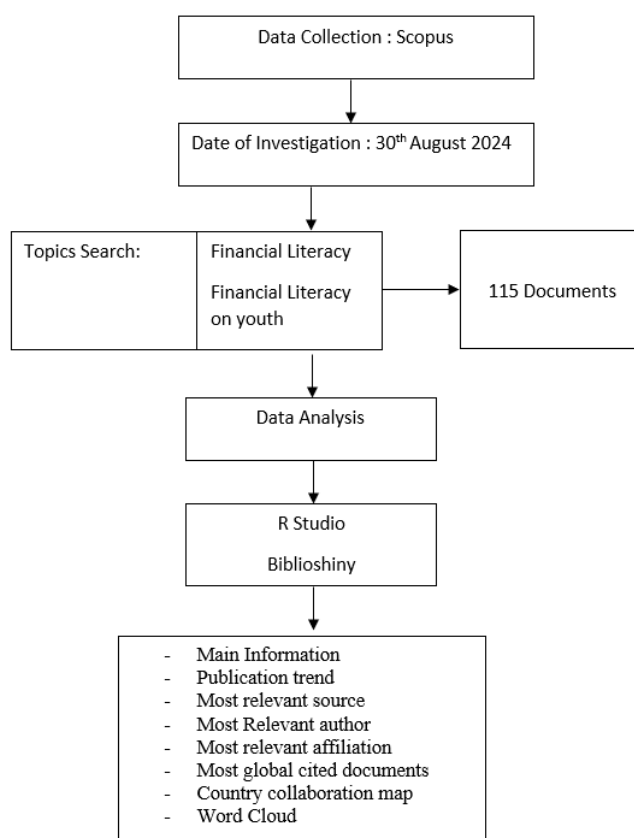 Data Collection : Scopus
Date of Investigation : 30th August 2024
Topics Search:
Financial Literacy
Financial Literacy
on youth
115 Documents
Data Analysis
R Studio
Biblioshiny
- Main Information
- Publication trend
- Most relevant source
- Most Relevant author
- Most relevant affiliation
- Most global cited documents
- Country collaboration map
- Word Cloud